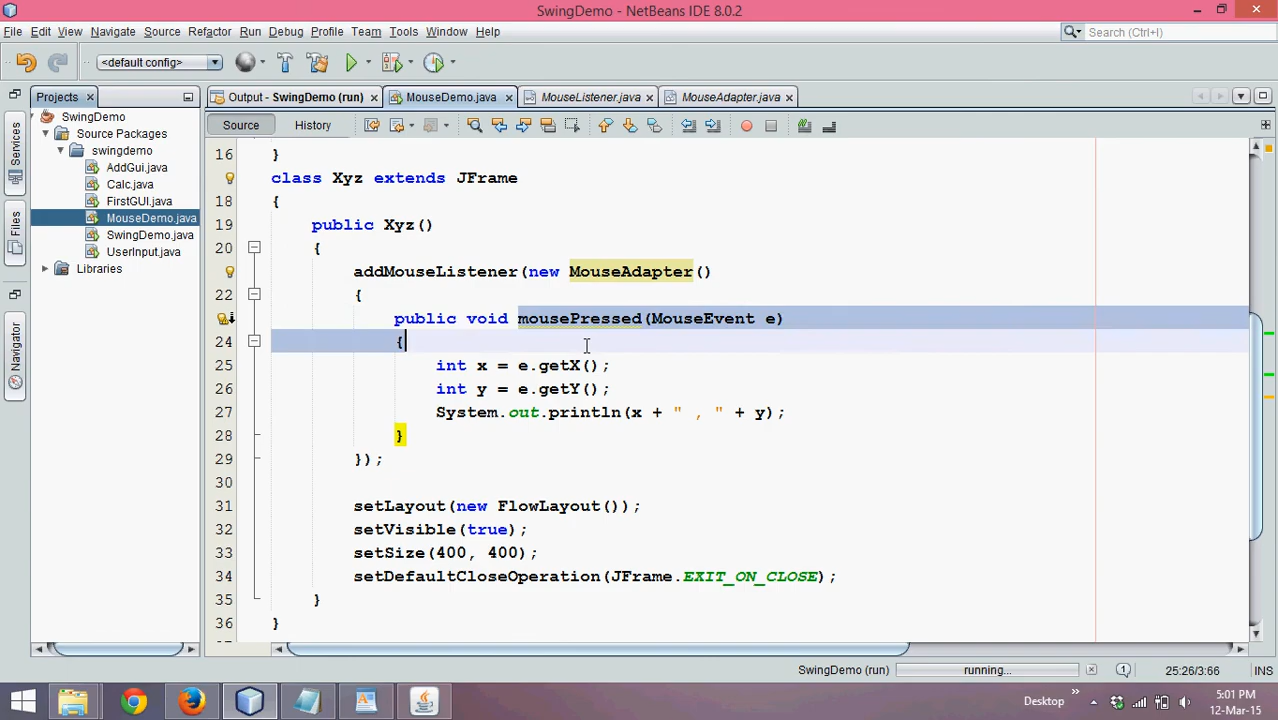 SwingDemo - NetBeans IDE 8.0.2
File Edit View Navigate Source Refactor Run Debug Profile Team Tools Window Help
Search (Ctrl+I)
<default config>
Projects
Output - SwingDemo (run)
MouseDemo.java
MouseListener.java
MouseAdapter.java
Services
Files
Navigator
SwingDemo
Source Packages
swingdemo
AddGui.java
Calc.java
FirstGUI.java
MouseDemo.java
SwingDemo.java
UserInput.java
Libraries
Source History
16 }
class Xyz extends JFrame
18 {
19 public Xyz()
20 {
addMouseListener(new MouseAdapter()
22 {
public void mousePressed(MouseEvent e)
24 {
25 int x = e.getX();
26 int y = e.getY();
27 System.out.println(x + " , " + y);
28 }
29 });
30
31 setLayout(new FlowLayout());
32 setVisible(true);
33 setSize(400, 400);
34 setDefaultCloseOperation(JFrame.EXIT_ON_CLOSE);
35 }
36 }
SwingDemo (run)
running...
1
25:26/3:66
INS
Desktop
5:01 PM
12-Mar-15